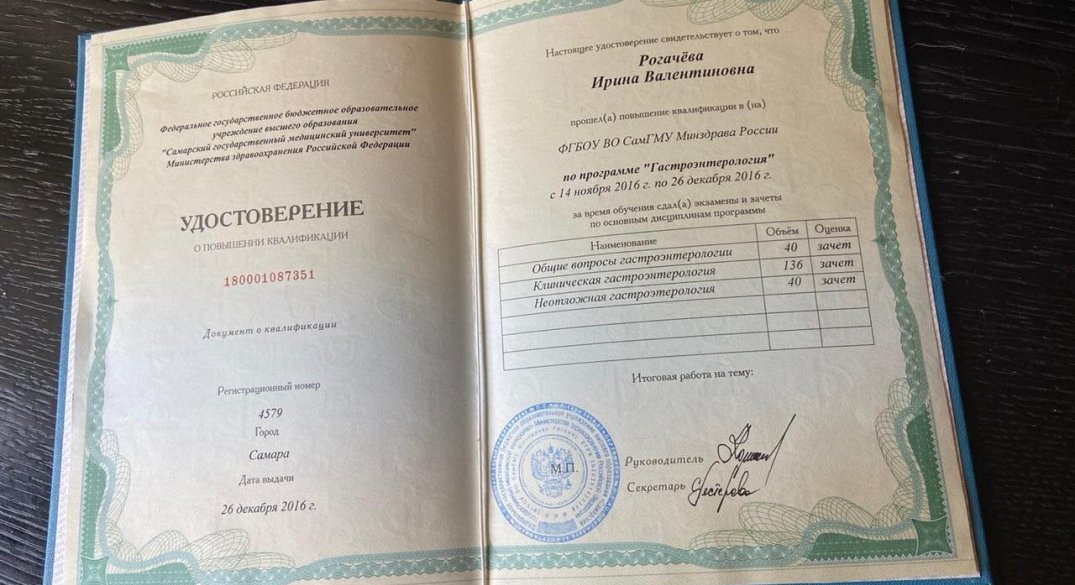 РОССИЙСКАЯ ФЕДЕРАЦИЯ
Федеральное государственное бюджетное образовательное
учреждение высшего образования
"Самарский государственный медицинский университет"
Министерства здравоохранения Российской Федерации
УДОСТОВЕРЕНИЕ
О ПОВЫШЕНИИ КВАЛИФИКАЦИИ
180001087351
Документ о квалификации
Регистрационный номер
4579
Город
Самара
Дата выдачи
26 декабря 2016 г.
Настоящее удостоверение свидетельствует о том, что
Рогачёва
Ирина Валентиновна
прошел(а) повышение квалификации в (на)
ФГБОУ ВО СамГМУ Минздрава России
по программе "Гастроэнтерология"
с 14 ноября 2016 г. по 26 декабря 2016 г.
за время обучения сдал(а) экзамены и зачеты
по основным дисциплинам программы
Наименование Объём Оценка
Общие вопросы гастроэнтерологии 40 зачет
Клиническая гастроэнтерология 136 зачет
Неотложная гастроэтерология 40 зачет
Итоговая работа на тему:
М.П.
Руководитель
Секретарь